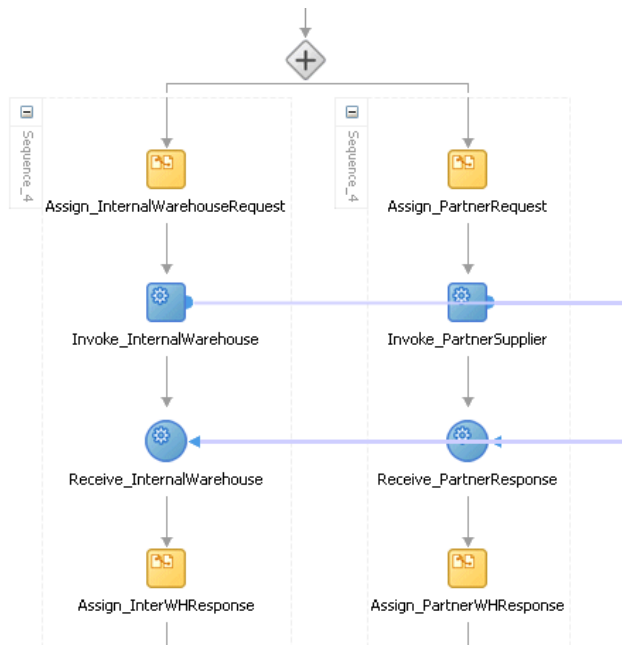 Sequence_4
Sequence_4
Assign_InternalWarehouseRequest
Assign_PartnerRequest
Invoke_InternalWarehouse
Invoke_PartnerSupplier
Receive_InternalWarehouse
Receive_PartnerResponse
Assign_InterWHResponse
Assign_PartnerWHResponse